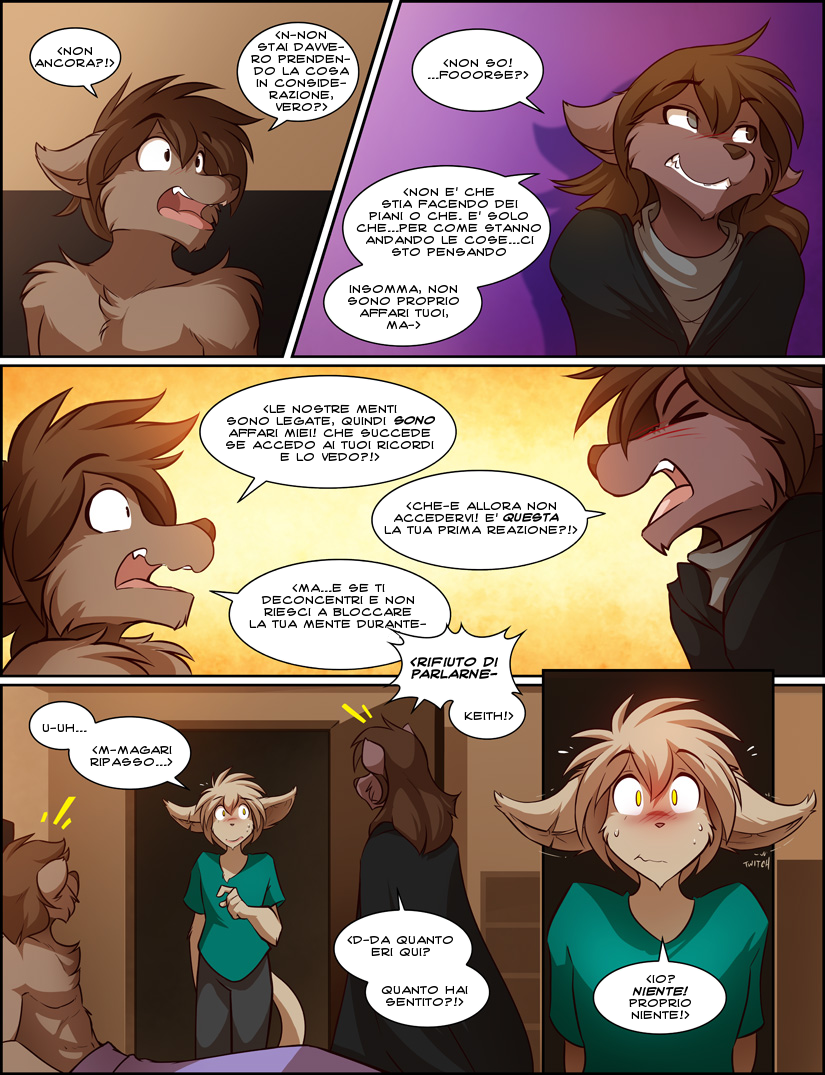 <NON
ANCORA?!>
<N-NON
STAI DAVVE-
RO PRENDEN-
DO LA COSA
IN CONSIDE-
RAZIONE,
VERO?>
<NON SO!
...FOOORSE?>
<NON E' CHE
STIA FACENDO DEI
PIANI O CHE. E' SOLO
CHE...PER COME STANNO
ANDANDO LE COSE...CI
STO PENSANDO
INSOMMA, NON
SONO PROPRIO
AFFARI TUOI,
MA->
<LE NOSTRE MENTI
SONO LEGATE, QUINDI SONO
AFFARI MIEI! CHE SUCCEDE
SE ACCEDO AI TUOI RICORDI
E LO VEDO?!>
<CHE-E ALLORA NON
ACCEDERVI! E' QUESTA
LA TUA PRIMA REAZIONE?!>
<MA...E SE TI
DECONCENTRI E NON
RIESCI A BLOCCARE
LA TUA MENTE DURANTE-
<RIFIUTO DI
PARLARNE-
KEITH!>
U-UH...
<M-MAGARI
RIPASSO...>
<D-DA QUANTO
ERI QUI?
QUANTO HAI
SENTITO?!>
TWITCH
<IO?
NIENTE!
PROPRIO
NIENTE!>